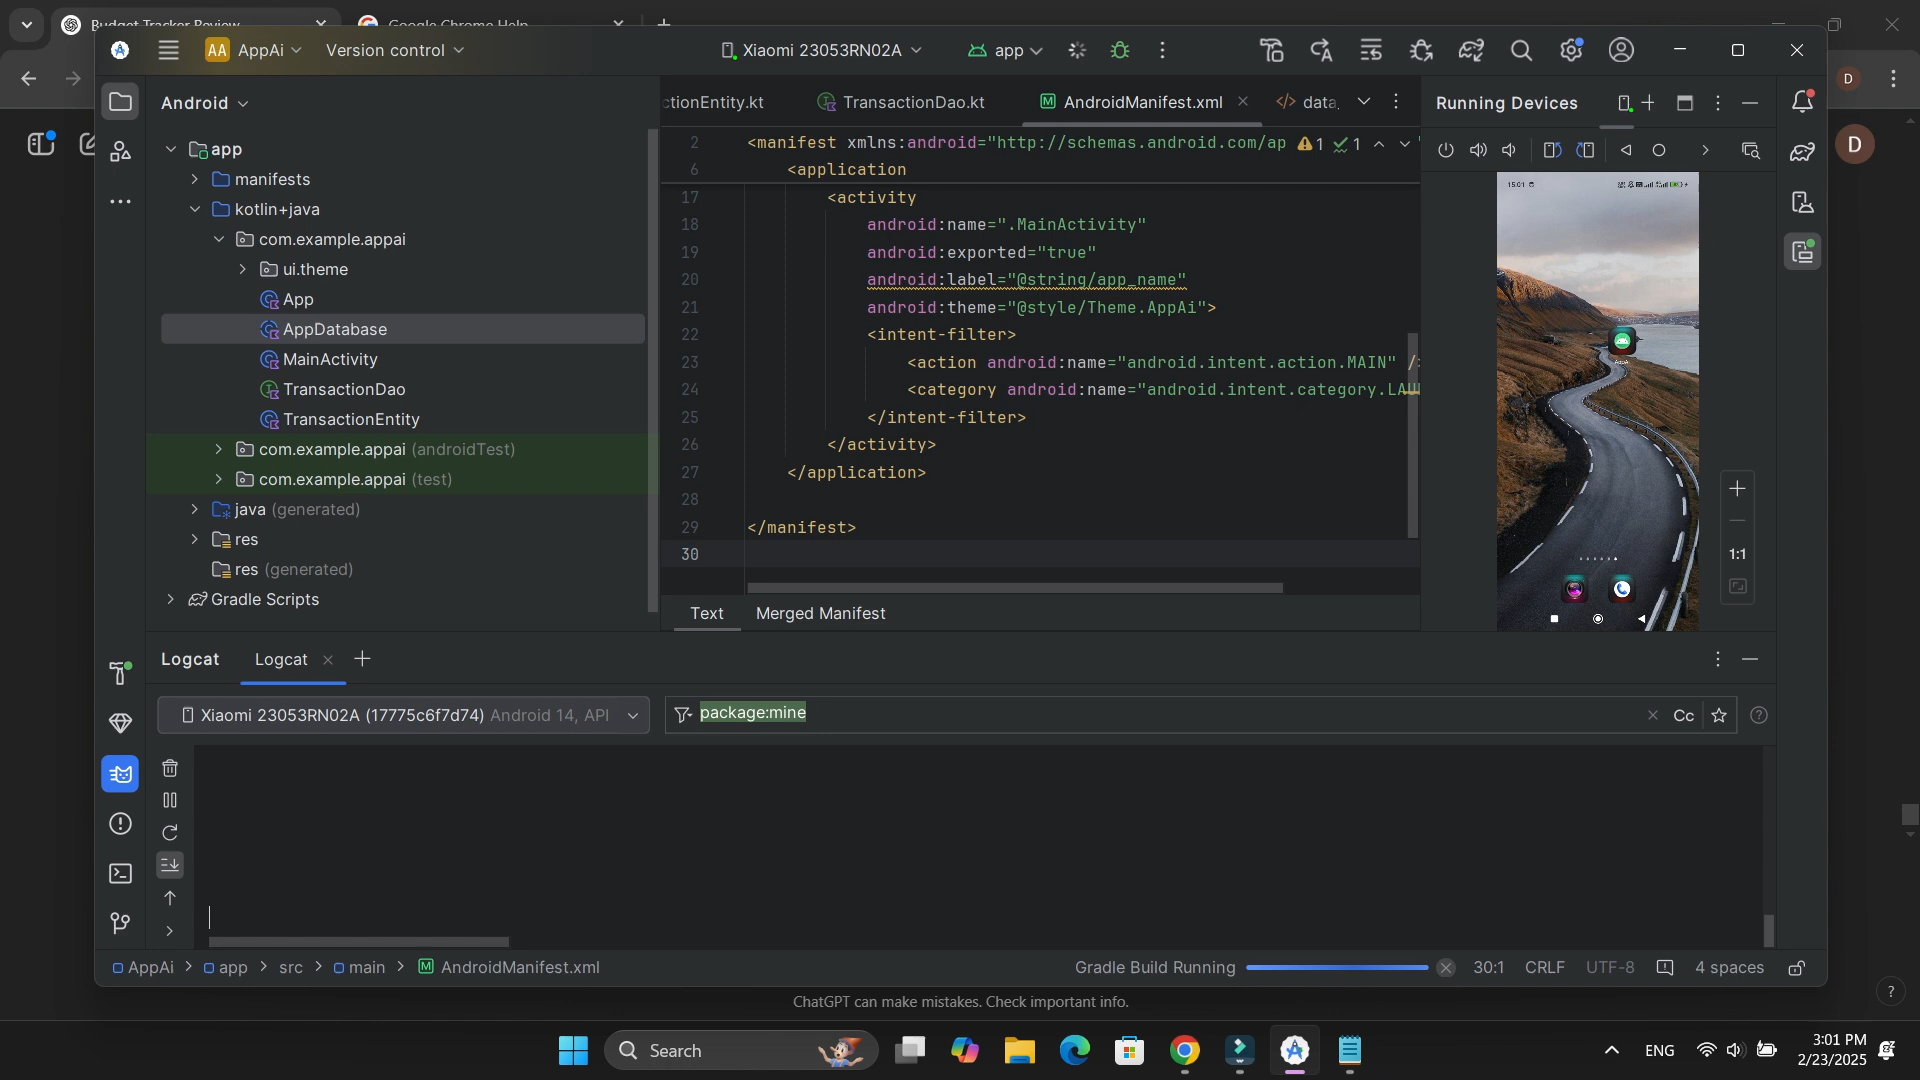 Budget Tracker Review
Google Chrome Help
AA AppAi
Version control
Xiaomi 23053RN02A
app
Android
ctionEntity.kt
TransactionDao.kt
AndroidManifest.xml
data.
Running Devices
D
D
app
manifests
kotlin+java
com.example.appai
ui.theme
App
AppDatabase
MainActivity
TransactionDao
TransactionEntity
com.example.appai (androidTest)
com.example.appai (test)
java (generated)
res
res (generated)
Gradle Scripts
2 <manifest xmlns:android="http://schemas.android.com/ap
1 1
6 <application
17 <activity
18 android:name=".MainActivity"
19 android:exported="true"
20 android:label="@string/app_name"
21 android:theme="@style/Theme.AppAi">
22 <intent-filter>
23 <action android:name="android.intent.action.MAIN" />
24 <category android:name="android.intent.category.LAU
25 </intent-filter>
26 </activity>
27 </application>
28
29 </manifest>
30
Text
Merged Manifest
15:01
AppAi
1:1
Logcat
Logcat
Xiaomi 23053RN02A (17775c6f7d74) Android 14, API
package:mine
Cc
AppAi > app > src > main > AndroidManifest.xml
Gradle Build Running
30:1
CRLF
UTF-8
4 spaces
ChatGPT can make mistakes. Check important info.
?
Search
ENG
3:01 PM
2/23/2025